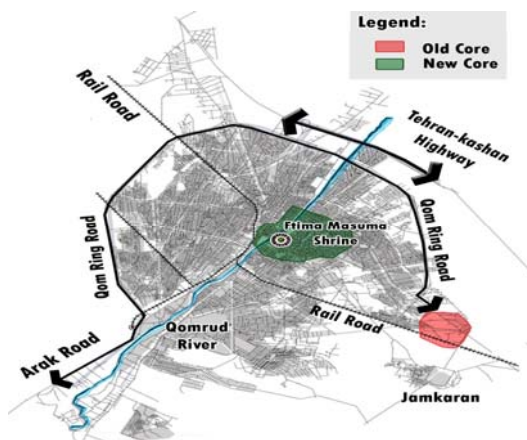 Legend:
Old Core
New Core
Rail Road
Tehran-kashan
Highway
Qom Ring Road
Ftima Masuma
Shrine
Qom Ring Road
Rail Road
Qomrud
River
Arak Road
Jamkaran